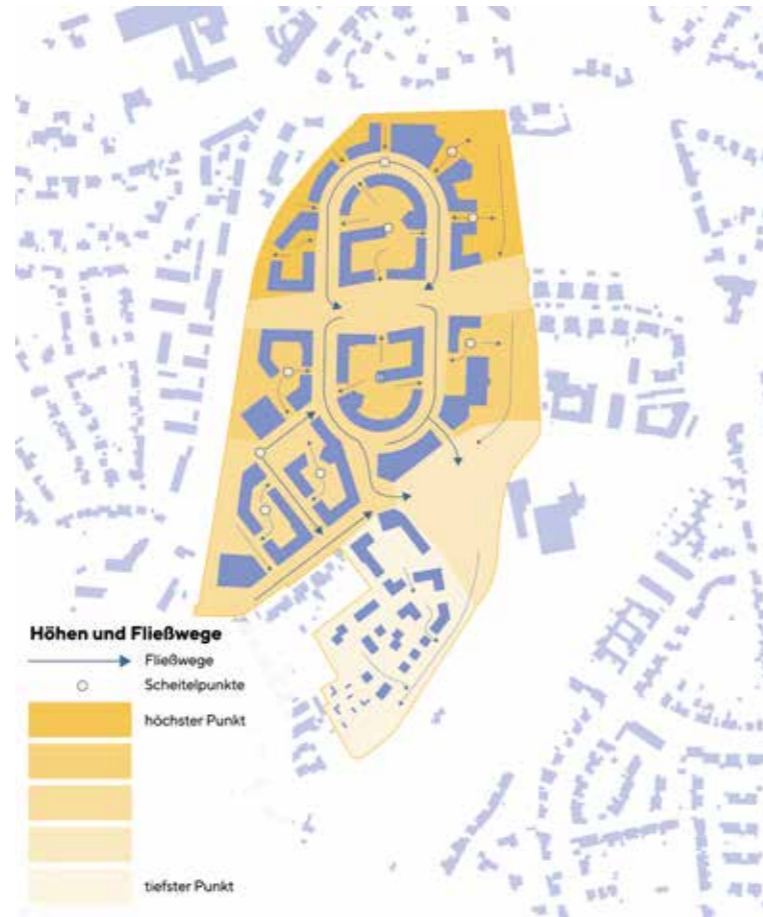 Höhen und Fließwege
Fließwege
Scheitelpunkte
höchster Punkt
tiefster Punkt